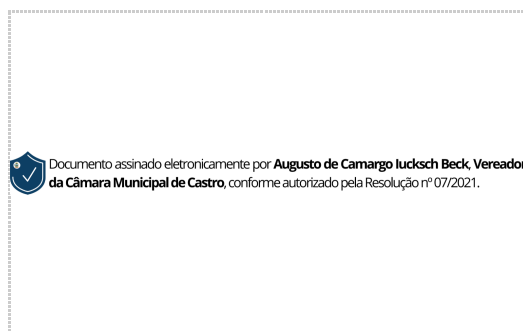 Documento assinado eletronicamente por Augusto de Camargo Iucksch Beck, Vereador
da Câmara Municipal de Castro, conforme autorizado pela Resolução nº 07/2021.